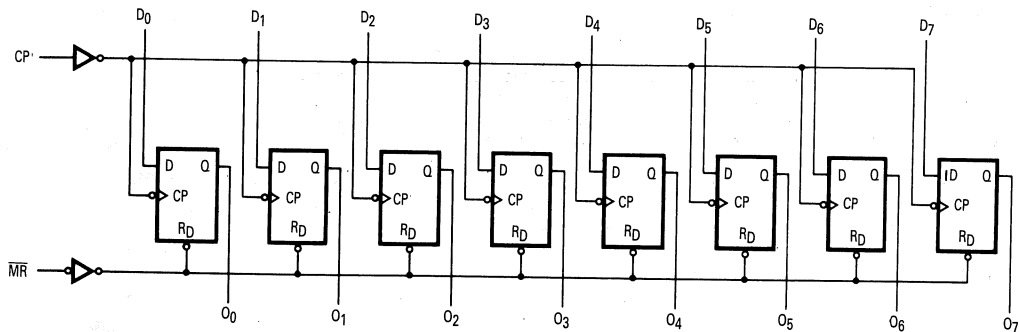 D0 D1 D2 D3 D4 D5 D6 D7
CP
D Q D Q D Q D Q D Q D Q D Q D Q
CP CP CP CP CP CP CP CP
RD RD RD RD RD RD RD RD
MR
O0 O1 O2 O3 O4 O5 O6 O7